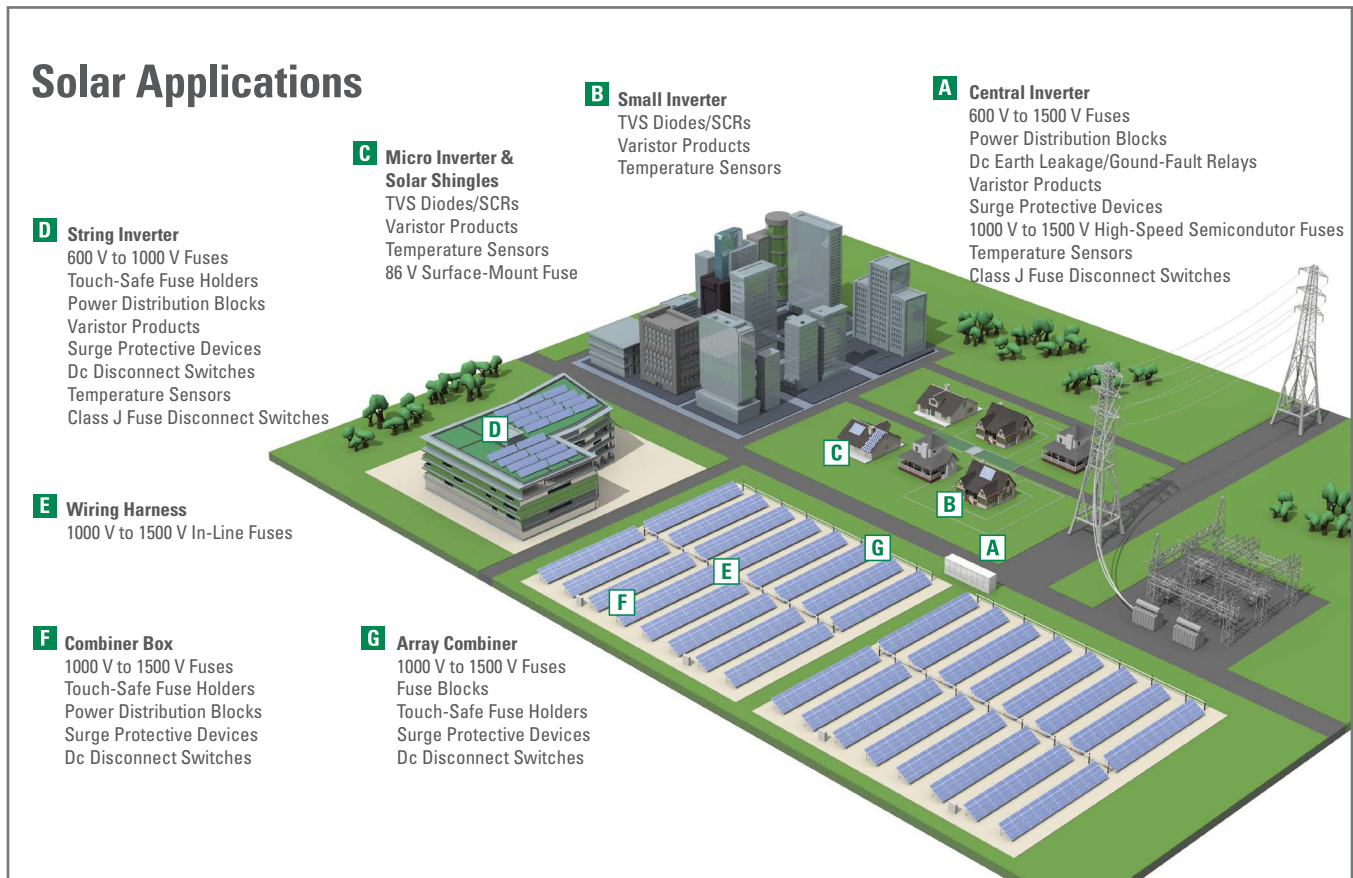 Solar Applications
A Central Inverter
600 V to 1500 V Fuses
Power Distribution Blocks
Dc Earth Leakage/Gound-Fault Relays
Varistor Products
Surge Protective Devices
1000 V to 1500 V High-Speed Semicondutor Fuses
Temperature Sensors
Class J Fuse Disconnect Switches
B Small Inverter
TVS Diodes/SCRs
Varistor Products
Temperature Sensors
C Micro Inverter &
Solar Shingles
TVS Diodes/SCRs
Varistor Products
Temperature Sensors
86 V Surface-Mount Fuse
D String Inverter
600 V to 1000 V Fuses
Touch-Safe Fuse Holders
Power Distribution Blocks
Varistor Products
Surge Protective Devices
Dc Disconnect Switches
Temperature Sensors
Class J Fuse Disconnect Switches
E Wiring Harness
1000 V to 1500 V In-Line Fuses
F Combiner Box
1000 V to 1500 V Fuses
Touch-Safe Fuse Holders
Power Distribution Blocks
Surge Protective Devices
Dc Disconnect Switches
G Array Combiner
1000 V to 1500 V Fuses
Fuse Blocks
Touch-Safe Fuse Holders
Surge Protective Devices
Dc Disconnect Switches
D
C
B
A
G
E
F